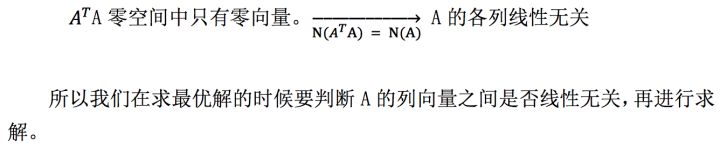 AᵀA 零空间中只有零向量。 ⟶ A 的各列线性无关
N(AᵀA) = N(A)
所以我们在求最优解的时候要判断 A 的列向量之间是否线性无关，再进行求
解。